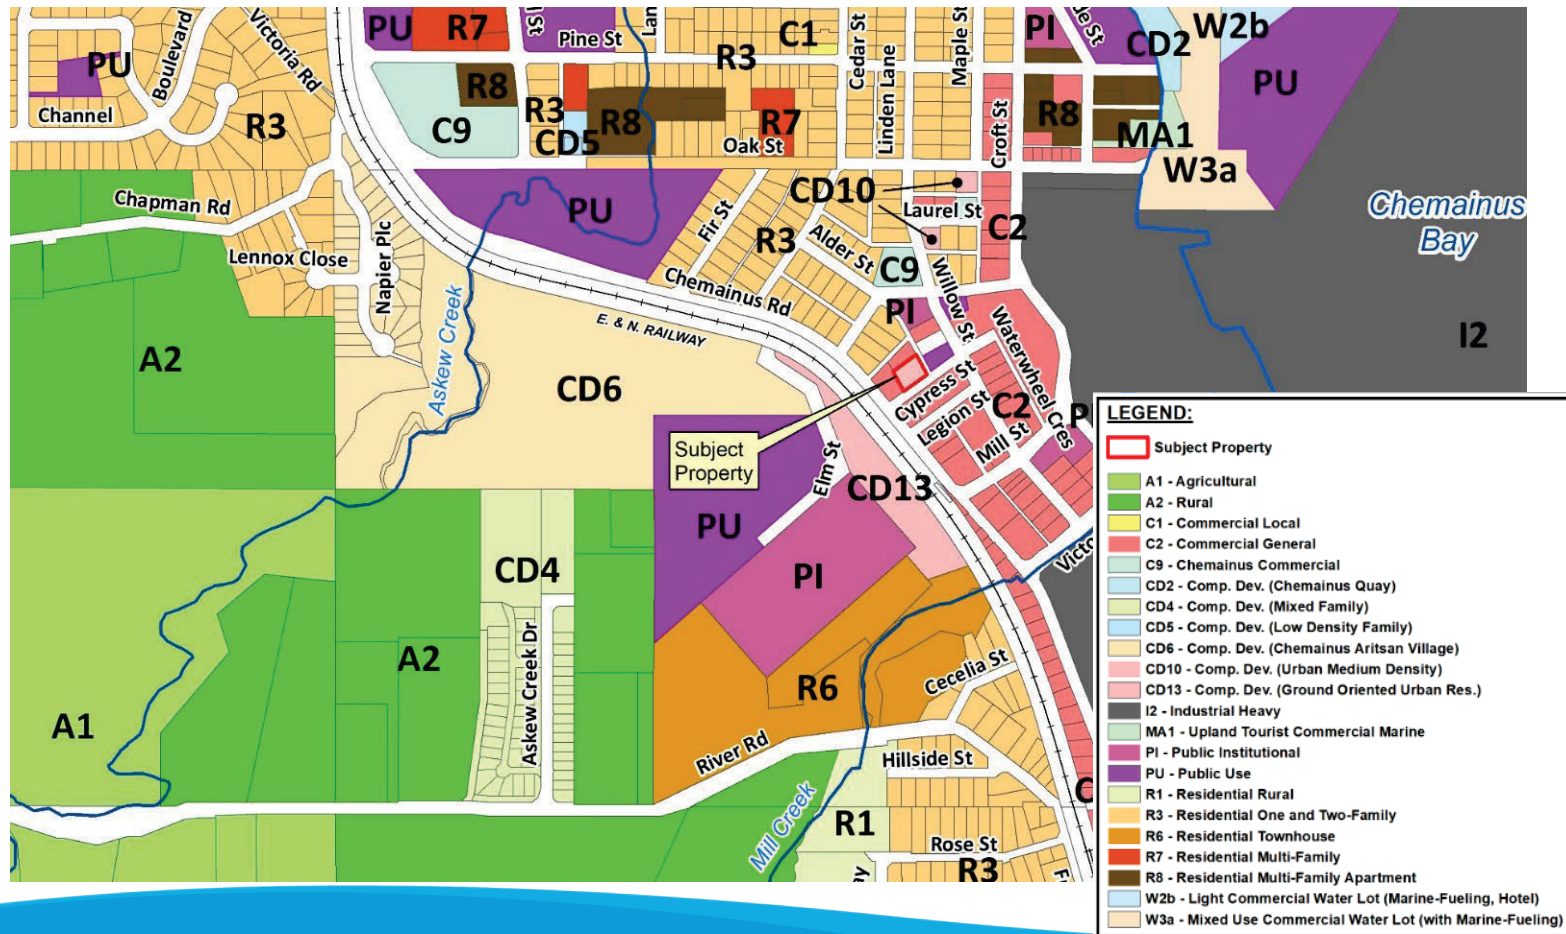 PU
R7
Pine St
C1
R3
Cedar St
Linden Lane
Maple St
PI
CD2
W2b
PU
PU
Boulevard
Victoria Rd
Channel
R3
C9
R8
R3
CD5
R8
R7
Oak St
Croft St
R8
MA1
W3a
Chapman Rd
Lennox Close
Napier Plc
PU
Fir St
R3
Alder St
CD10
Laurel St
C2
C9
Chemainus
Bay
Chemainus Rd
E. & N. RAILWAY
Askew Creek
A2
CD6
PI
Willow St
Waterwheel Cres
I2
Cypress St
Legion St
C2
Mill St
Subject
Property
Elm St
CD13
PU
PI
CD4
A2
Askew Creek Dr
A1
R6
Cecelia St
River Rd
Hillside St
Mill Creek
R1
Rose St
R3
LEGEND:
Subject Property
A1 - Agricultural
A2 - Rural
C1 - Commercial Local
C2 - Commercial General
C9 - Chemainus Commercial
CD2 - Comp. Dev. (Chemainus Quay)
CD4 - Comp. Dev. (Mixed Family)
CD5 - Comp. Dev. (Low Density Family)
CD6 - Comp. Dev. (Chemainus Aritsan Village)
CD10 - Comp. Dev. (Urban Medium Density)
CD13 - Comp. Dev. (Ground Oriented Urban Res.)
I2 - Industrial Heavy
MA1 - Upland Tourist Commercial Marine
PI - Public Institutional
PU - Public Use
R1 - Residential Rural
R3 - Residential One and Two-Family
R6 - Residential Townhouse
R7 - Residential Multi-Family
R8 - Residential Multi-Family Apartment
W2b - Light Commercial Water Lot (Marine-Fueling, Hotel)
W3a - Mixed Use Commercial Water Lot (with Marine-Fueling)